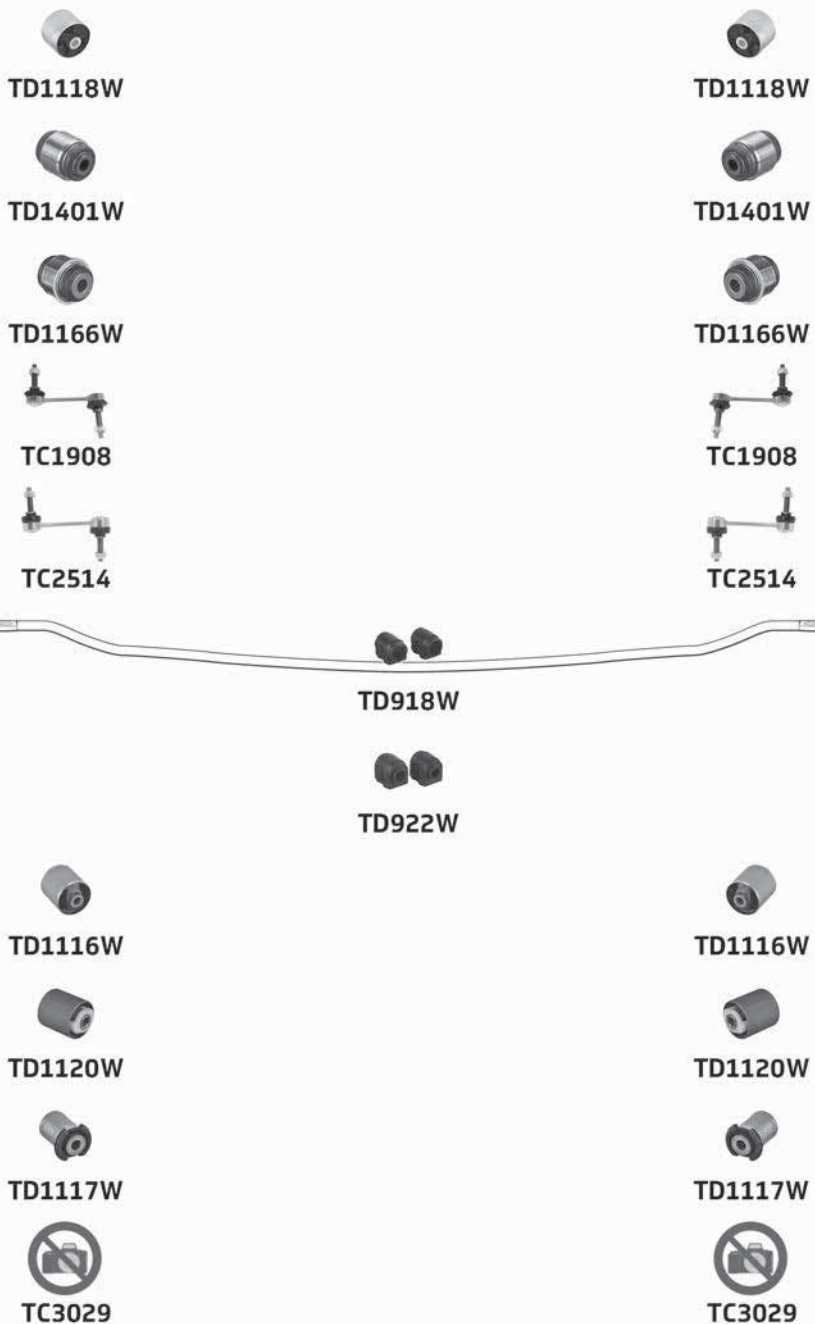 TD1118W TD1118W
TD1401W TD1401W
TD1166W TD1166W
TC1908 TC1908
TC2514 TC2514
TD918W
TD922W
TD1116W TD1116W
TD1120W TD1120W
TD1117W TD1117W
TC3029 TC3029